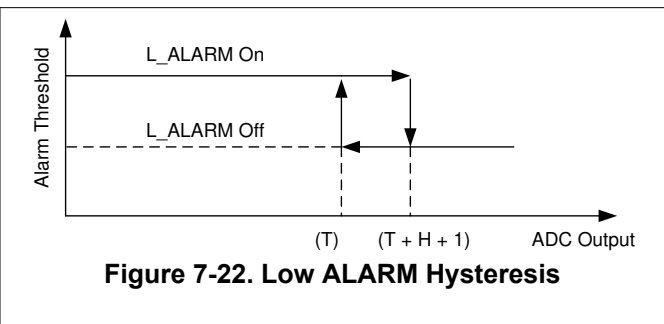 Alarm Threshold
L_ALARM On
L_ALARM Off
(T)
(T + H + 1)
ADC Output
Figure 7-22. Low ALARM Hysteresis